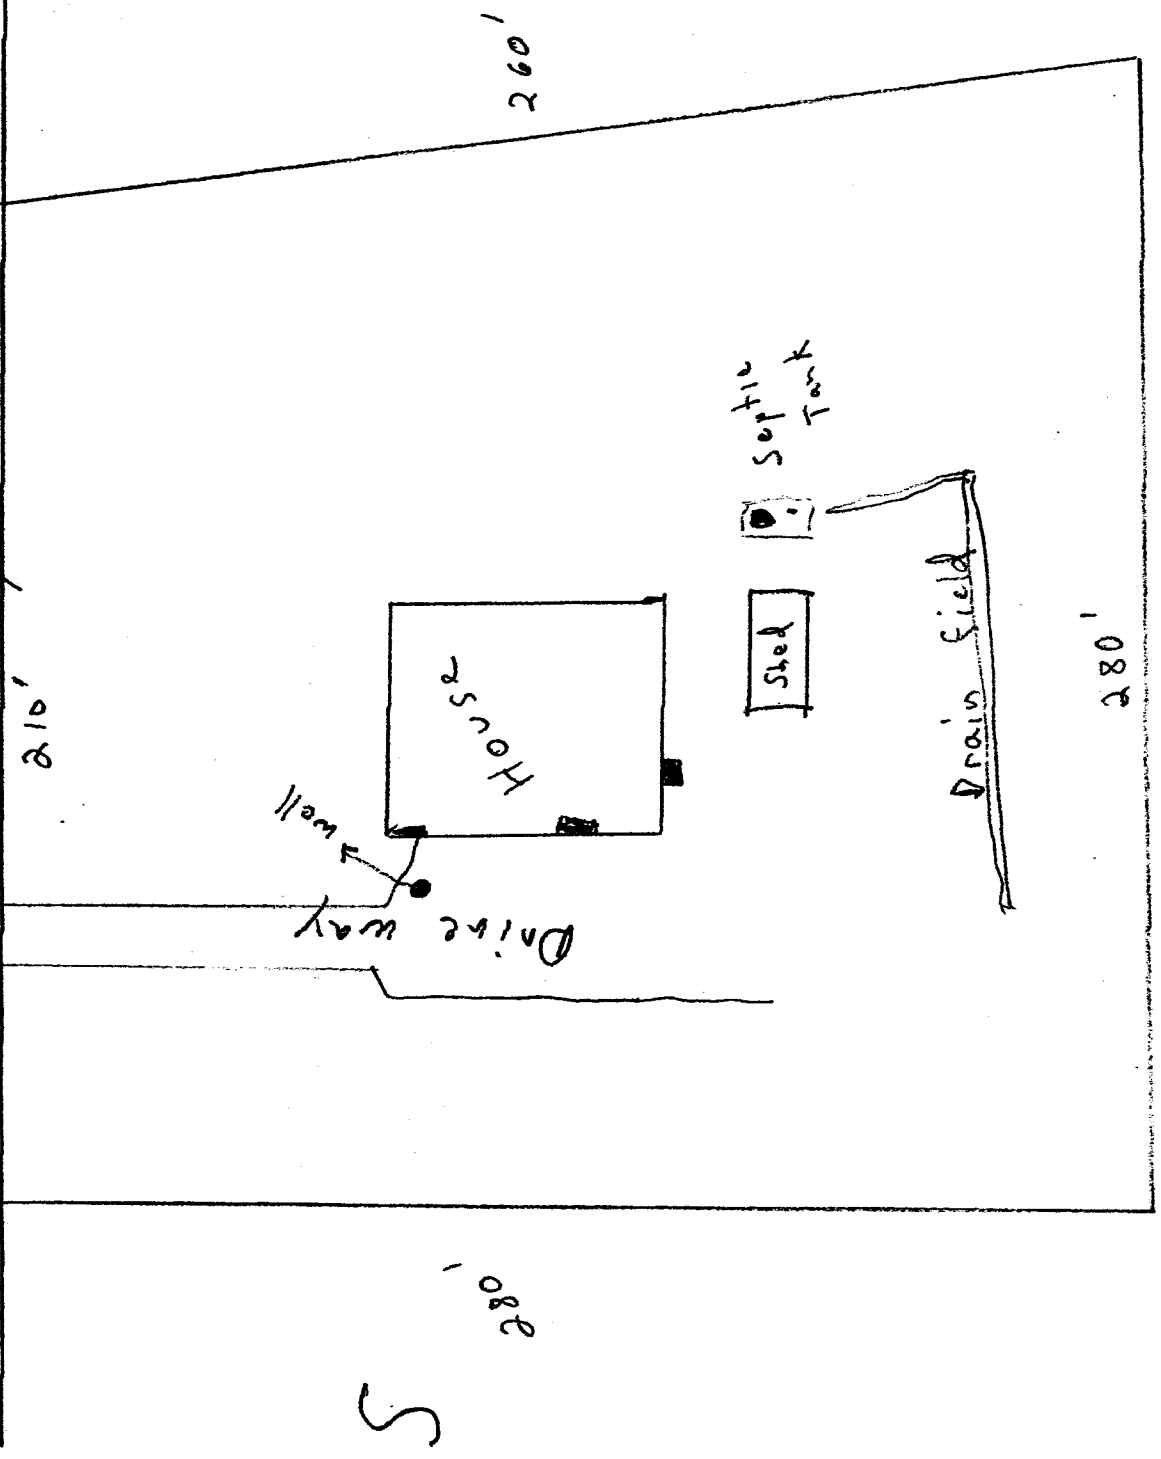 260'
210'
Septic
Tank
House
Shed
well
Drive way
Drain field
280'
280'
S